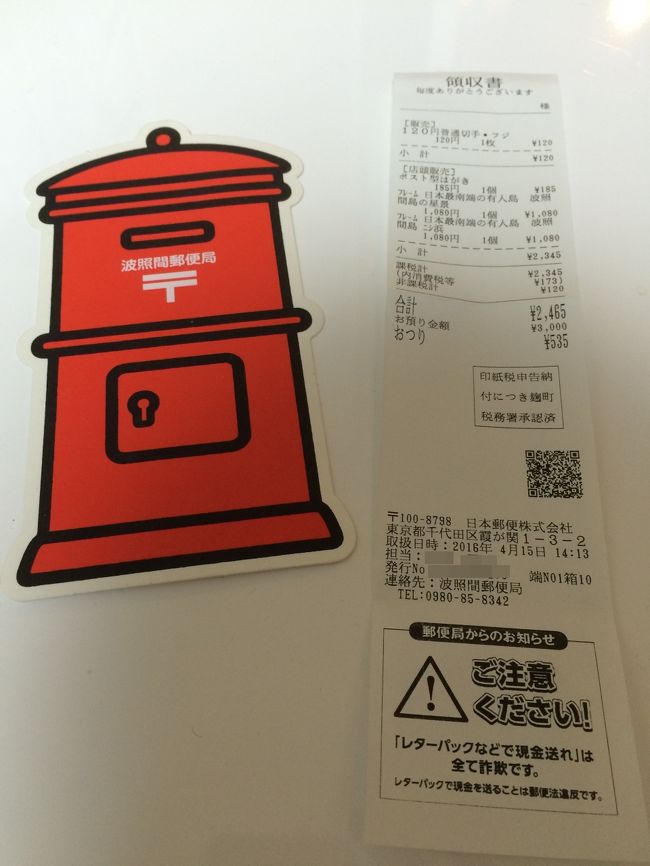 波照間郵便局
〒
領収書
毎度ありがとうございます
様
[販売]
120円普通切手・フジ
120円 1枚 ¥120
小 計 ¥120
[店頭販売]
ポスト型はがき
185円 1個 ¥185
フレーム 日本最南端の有人島 波照
間島の星景
1,080円 1個 ¥1,080
フレーム 日本最南端の有人島 波照
間島 ニシ浜
1,080円 1個 ¥1,080
小 計 ¥2,345
課税計 ¥2,345
(内消費税等 ¥173)
非課税計 ¥120
合計 ¥2,465
お預り金額 ¥3,000
おつり ¥535
印紙税申告納
付につき麹町
税務署承認済
〒100-8798 日本郵便株式会社
東京都千代田区霞が関1-3-2
取扱日時:2016年 4月15日 14:13
担当:
発行No 端N01箱10
連絡先:波照間郵便局
TEL:0980-85-8342
郵便局からのお知らせ
ご注意
ください!
「レターパックなどで現金送れ」は
全て詐欺です。
レターパックで現金を送ることは郵便法違反です。